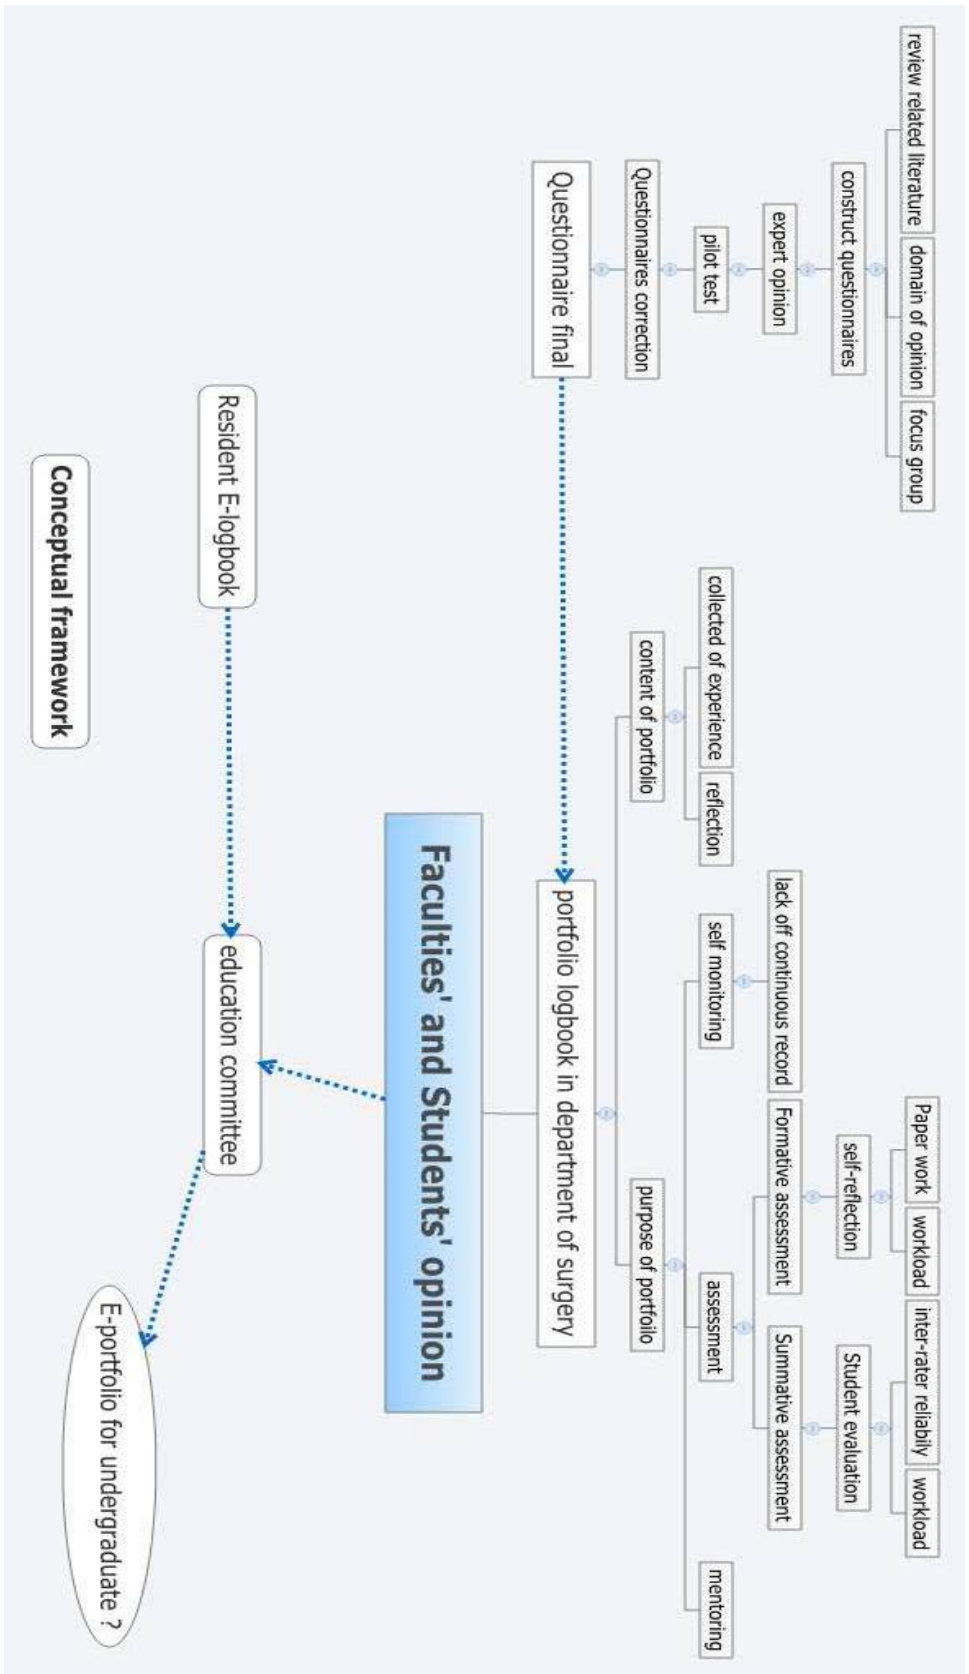 review related literature
domain of opinion
focus group
construct questionnaires
expert opinion
pilot test
Questionnaires correction
Questionnaire final
Paper work
workload
inter-rater reliabily
workload
self-reflection
Student evaluation
lack off continuous record
Formative assessment
Summative assessment
collected of experience
reflection
self monitoring
assessment
mentoring
content of portfolio
purpose of portfoilo
portfolio logbook in department of surgery
Faculties' and Students' opinion
Resident E-logbook
education committee
E-portfolio for undergraduate ?
Conceptual framework